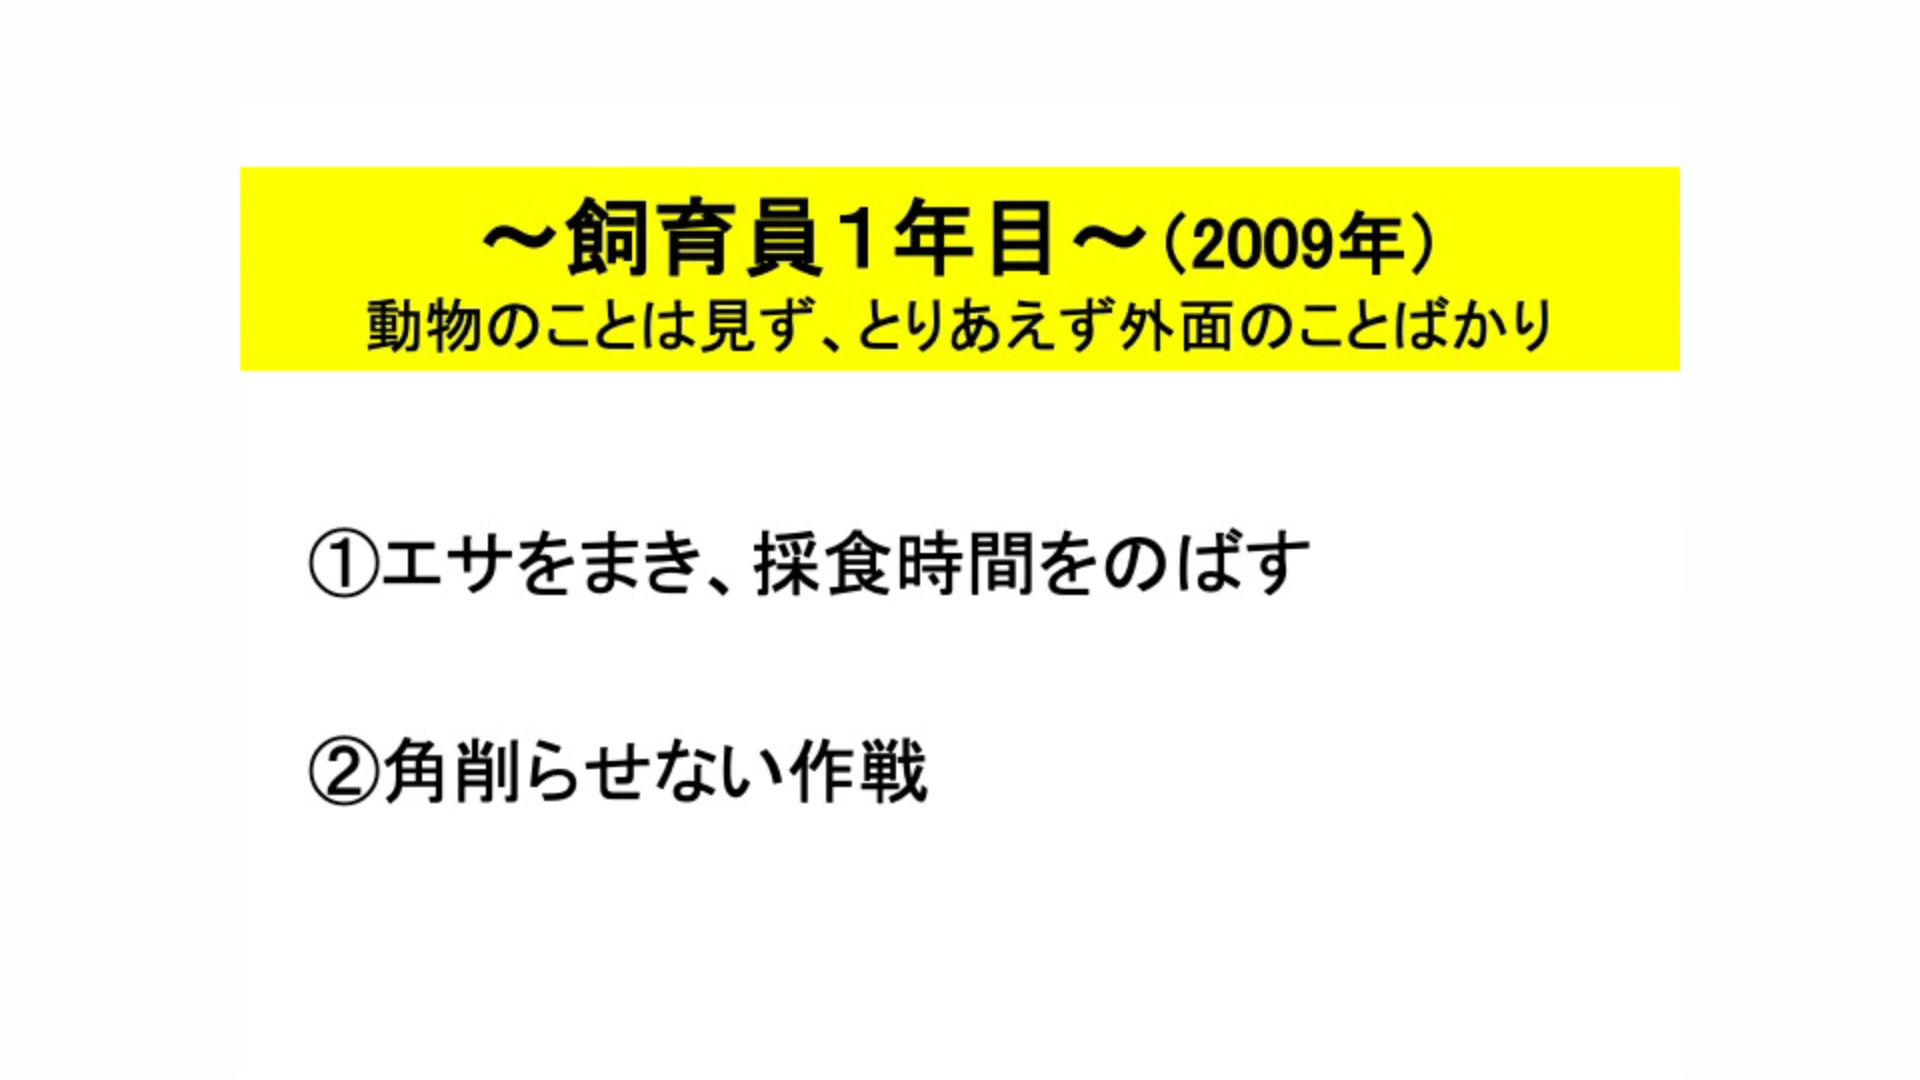 ～飼育員１年目～（2009年）
動物のことは見ず、とりあえず外面のことばかり
①エサをまき、採食時間をのばす
②角削らせない作戦